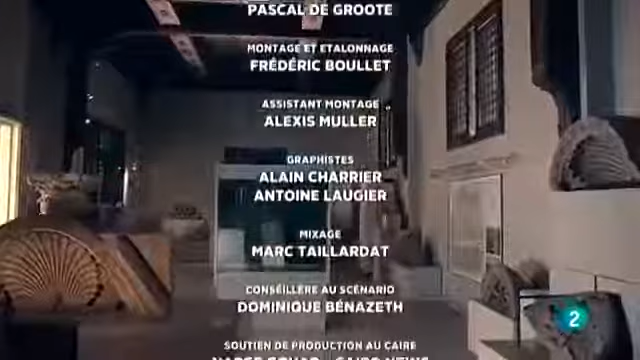 PASCAL DE GROOTE
MONTAGE ET ETALONNAGE
FRÉDÉRIC BOULLET
ASSISTANT MONTAGE
ALEXIS MULLER
GRAPHISTES
ALAIN CHARRIER
ANTOINE LAUGIER
MIXAGE
MARC TAILLARDAT
CONSÉILLERE AU SCÉNARIO
DOMINIQUE BÉNAZETH
SOUTIEN DE PRODUCTION AU CAIRE
2